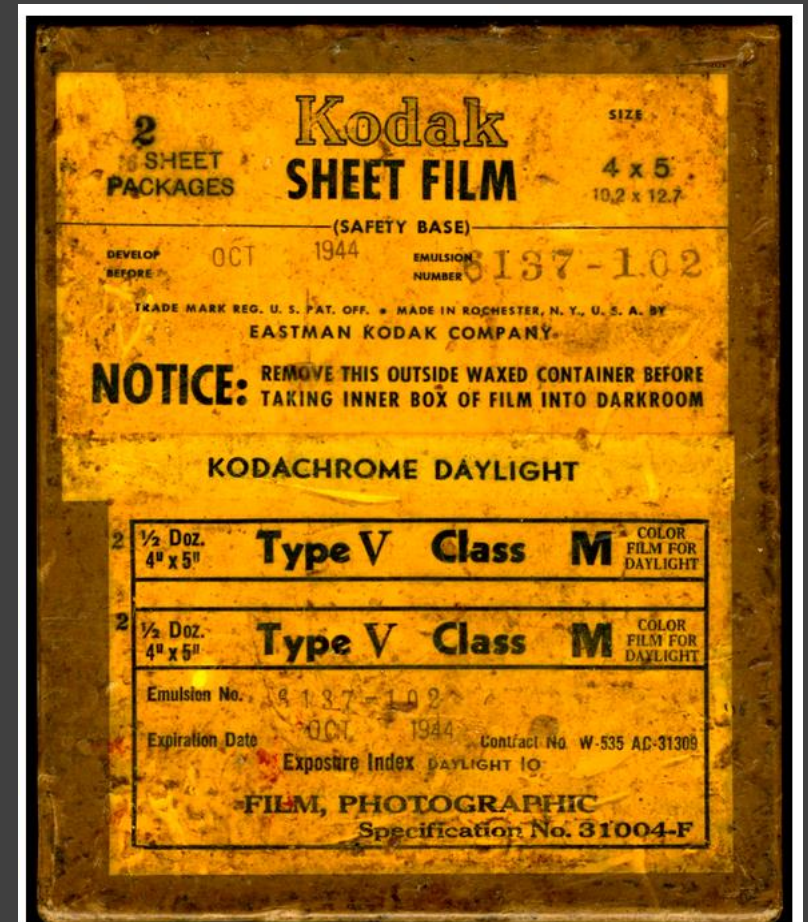 Kodak
SHEET FILM
2
6 SHEET
PACKAGES
SIZE
4 x 5
10.2 x 12.7
(SAFETY BASE)
DEVELOP
BEFORE
OCT 1944
EMULSION
NUMBER
6137-102
TRADE MARK REG. U. S. PAT. OFF. • MADE IN ROCHESTER, N. Y., U. S. A. BY
EASTMAN KODAK COMPANY
NOTICE: REMOVE THIS OUTSIDE WAXED CONTAINER BEFORE
TAKING INNER BOX OF FILM INTO DARKROOM
KODACHROME DAYLIGHT
2
½ Doz.
4" x 5"
Type V Class M
COLOR
FILM FOR
DAYLIGHT
2
½ Doz.
4" x 5"
Type V Class M
COLOR
FILM FOR
DAYLIGHT
Emulsion No. 6137-102
Expiration Date OCT 1944
Contract No. W-535 AC-31309
Exposure Index DAYLIGHT 10
FILM, PHOTOGRAPHIC
Specification No. 31004-F